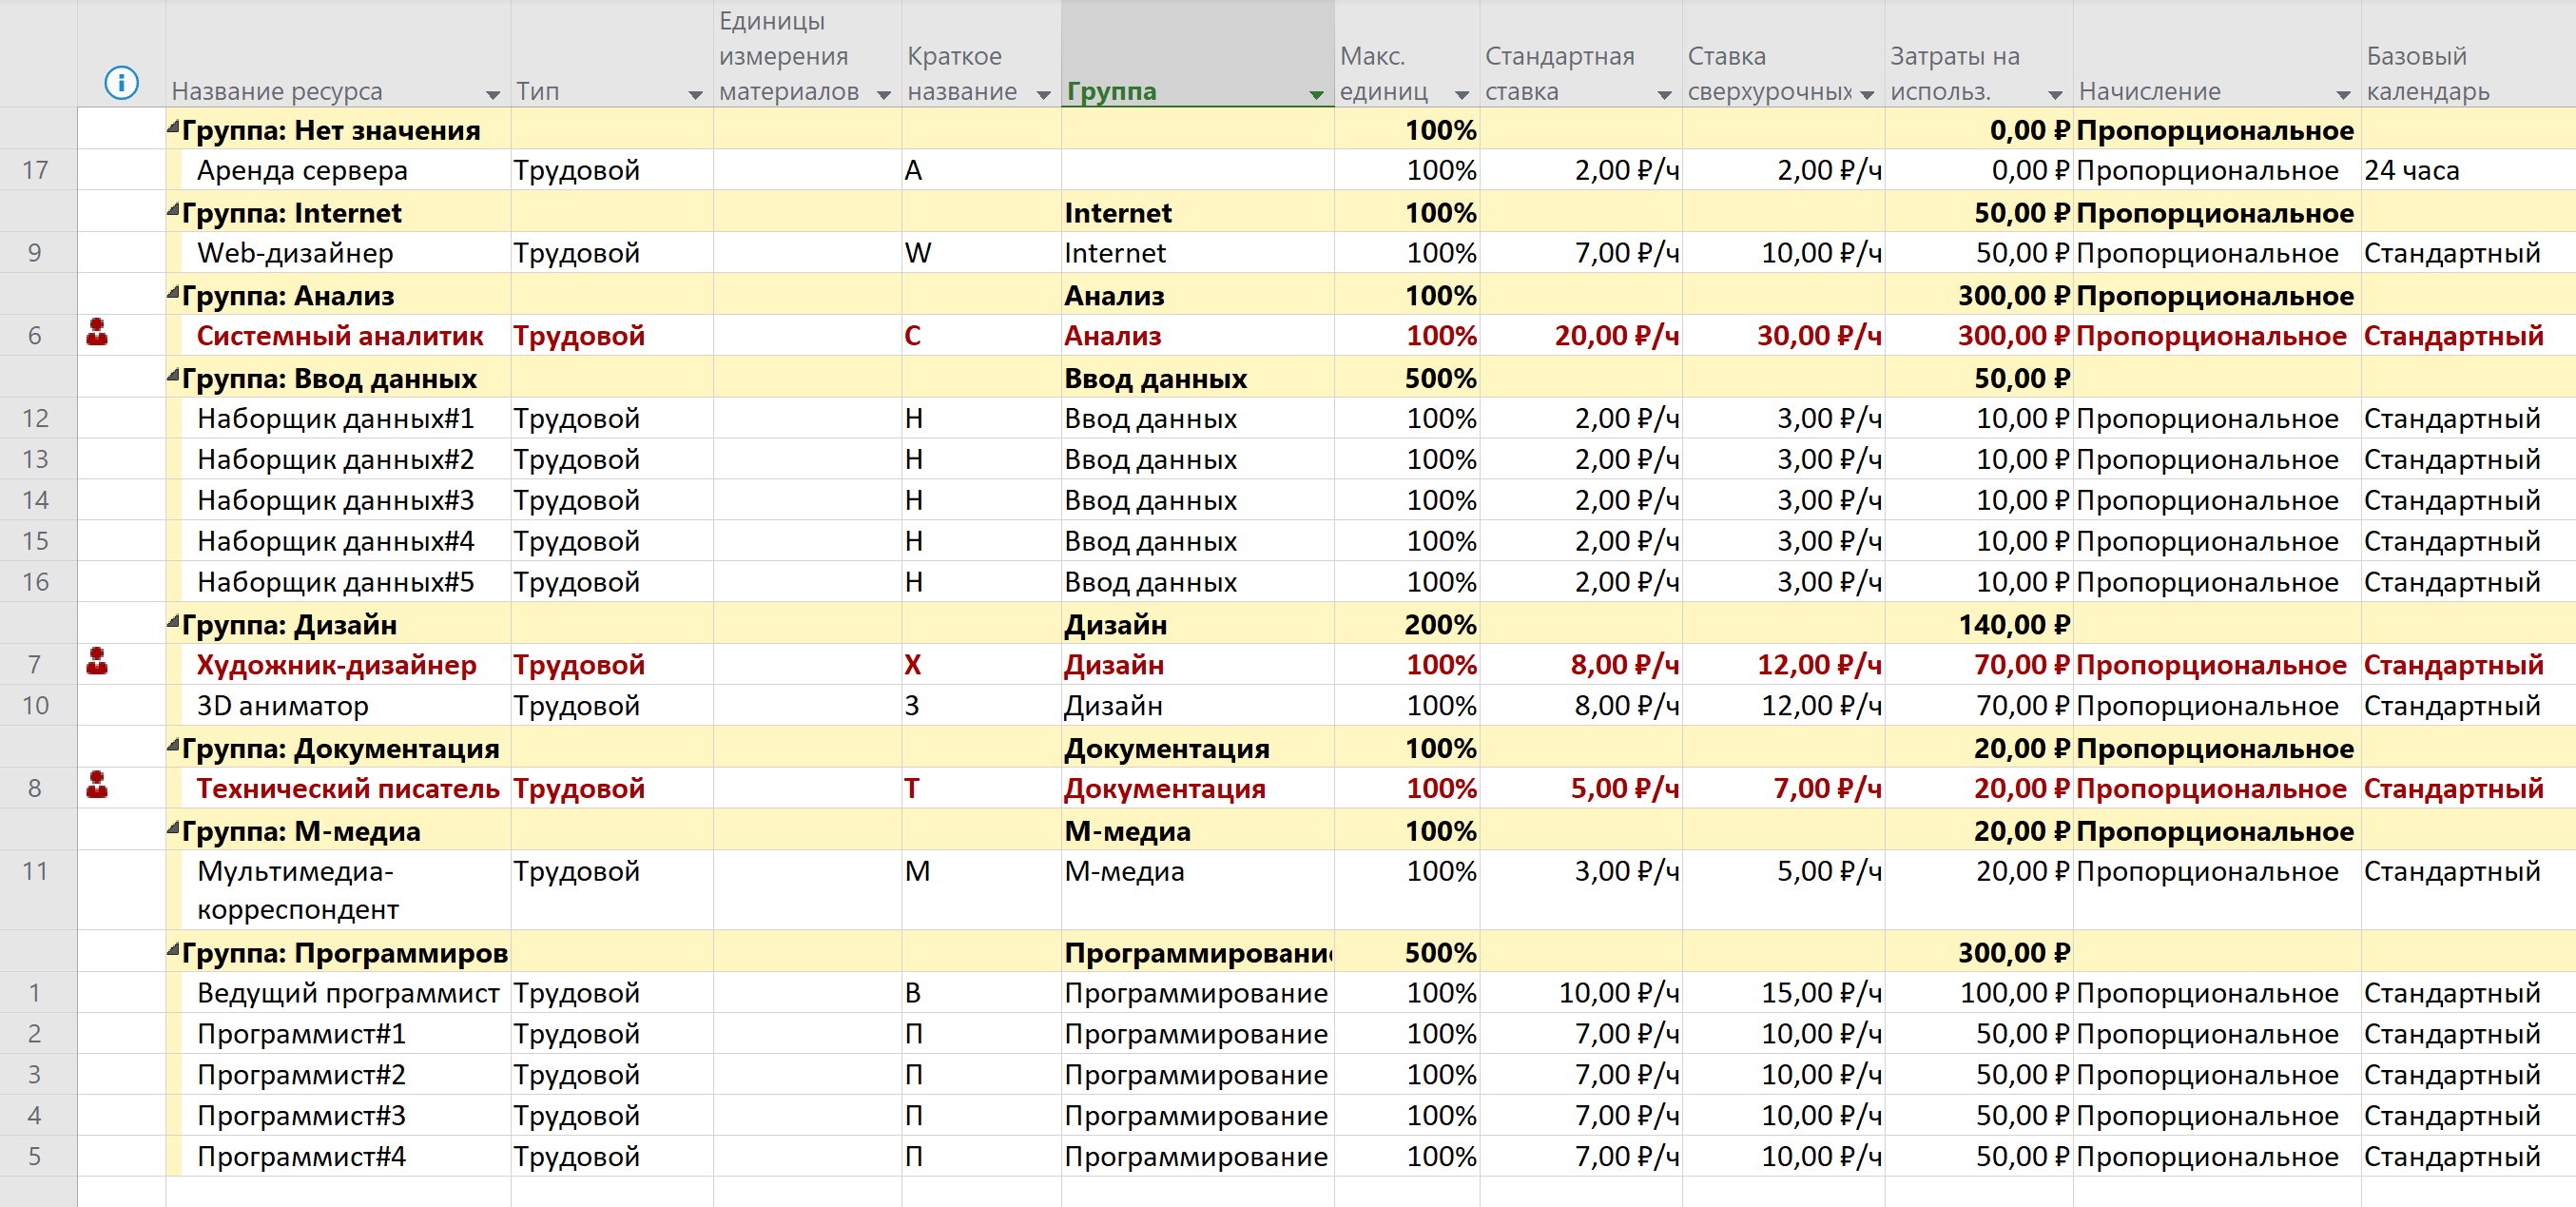 Название ресурса Тип Единицы измерения материалов Краткое название Группа Макс. единиц Стандартная ставка Ставка сверхурочных Затраты на использ. Начисление Базовый календарь
Группа: Нет значения 100% 0,00 ₽ Пропорциональное
17 Аренда сервера Трудовой А 100% 2,00 ₽/ч 2,00 ₽/ч 0,00 ₽ Пропорциональное 24 часа
Группа: Internet Internet 100% 50,00 ₽ Пропорциональное
9 Web-дизайнер Трудовой W Internet 100% 7,00 ₽/ч 10,00 ₽/ч 50,00 ₽ Пропорциональное Стандартный
Группа: Анализ Анализ 100% 300,00 ₽ Пропорциональное
6 Системный аналитик Трудовой С Анализ 100% 20,00 ₽/ч 30,00 ₽/ч 300,00 ₽ Пропорциональное Стандартный
Группа: Ввод данных Ввод данных 500% 50,00 ₽
12 Наборщик данных#1 Трудовой Н Ввод данных 100% 2,00 ₽/ч 3,00 ₽/ч 10,00 ₽ Пропорциональное Стандартный
13 Наборщик данных#2 Трудовой Н Ввод данных 100% 2,00 ₽/ч 3,00 ₽/ч 10,00 ₽ Пропорциональное Стандартный
14 Наборщик данных#3 Трудовой Н Ввод данных 100% 2,00 ₽/ч 3,00 ₽/ч 10,00 ₽ Пропорциональное Стандартный
15 Наборщик данных#4 Трудовой Н Ввод данных 100% 2,00 ₽/ч 3,00 ₽/ч 10,00 ₽ Пропорциональное Стандартный
16 Наборщик данных#5 Трудовой Н Ввод данных 100% 2,00 ₽/ч 3,00 ₽/ч 10,00 ₽ Пропорциональное Стандартный
Группа: Дизайн Дизайн 200% 140,00 ₽
7 Художник-дизайнер Трудовой Х Дизайн 100% 8,00 ₽/ч 12,00 ₽/ч 70,00 ₽ Пропорциональное Стандартный
10 3D аниматор Трудовой 3 Дизайн 100% 8,00 ₽/ч 12,00 ₽/ч 70,00 ₽ Пропорциональное Стандартный
Группа: Документация Документация 100% 20,00 ₽ Пропорциональное
8 Технический писатель Трудовой Т Документация 100% 5,00 ₽/ч 7,00 ₽/ч 20,00 ₽ Пропорциональное Стандартный
Группа: М-медиа М-медиа 100% 20,00 ₽ Пропорциональное
11 Мультимедиа- Трудовой М М-медиа 100% 3,00 ₽/ч 5,00 ₽/ч 20,00 ₽ Пропорциональное Стандартный
корреспондент
Группа: Программиров Программировани 500% 300,00 ₽
1 Ведущий программист Трудовой В Программирование 100% 10,00 ₽/ч 15,00 ₽/ч 100,00 ₽ Пропорциональное Стандартный
2 Программист#1 Трудовой П Программирование 100% 7,00 ₽/ч 10,00 ₽/ч 50,00 ₽ Пропорциональное Стандартный
3 Программист#2 Трудовой П Программирование 100% 7,00 ₽/ч 10,00 ₽/ч 50,00 ₽ Пропорциональное Стандартный
4 Программист#3 Трудовой П Программирование 100% 7,00 ₽/ч 10,00 ₽/ч 50,00 ₽ Пропорциональное Стандартный
5 Программист#4 Трудовой П Программирование 100% 7,00 ₽/ч 10,00 ₽/ч 50,00 ₽ Пропорциональное Стандартный